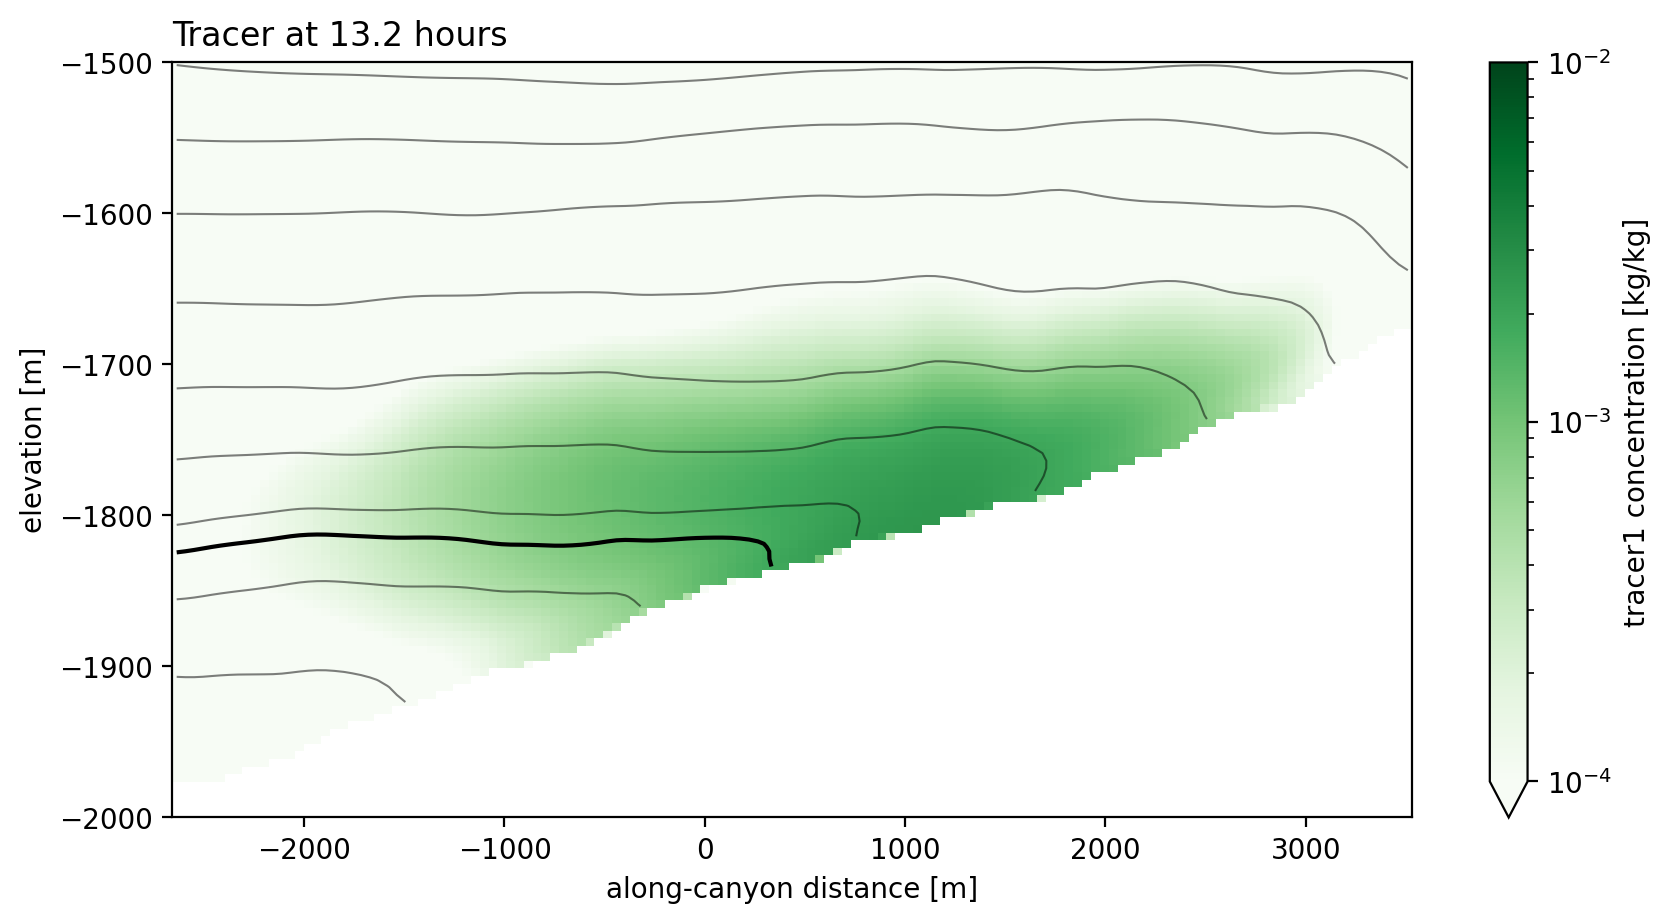 Tracer at 13.2 hours
−1500
−1600
−1700
−1800
−1900
−2000
elevation [m]
−2000 −1000 0 1000 2000 3000
along-canyon distance [m]
10⁻²
10⁻³
10⁻⁴
tracer1 concentration [kg/kg]